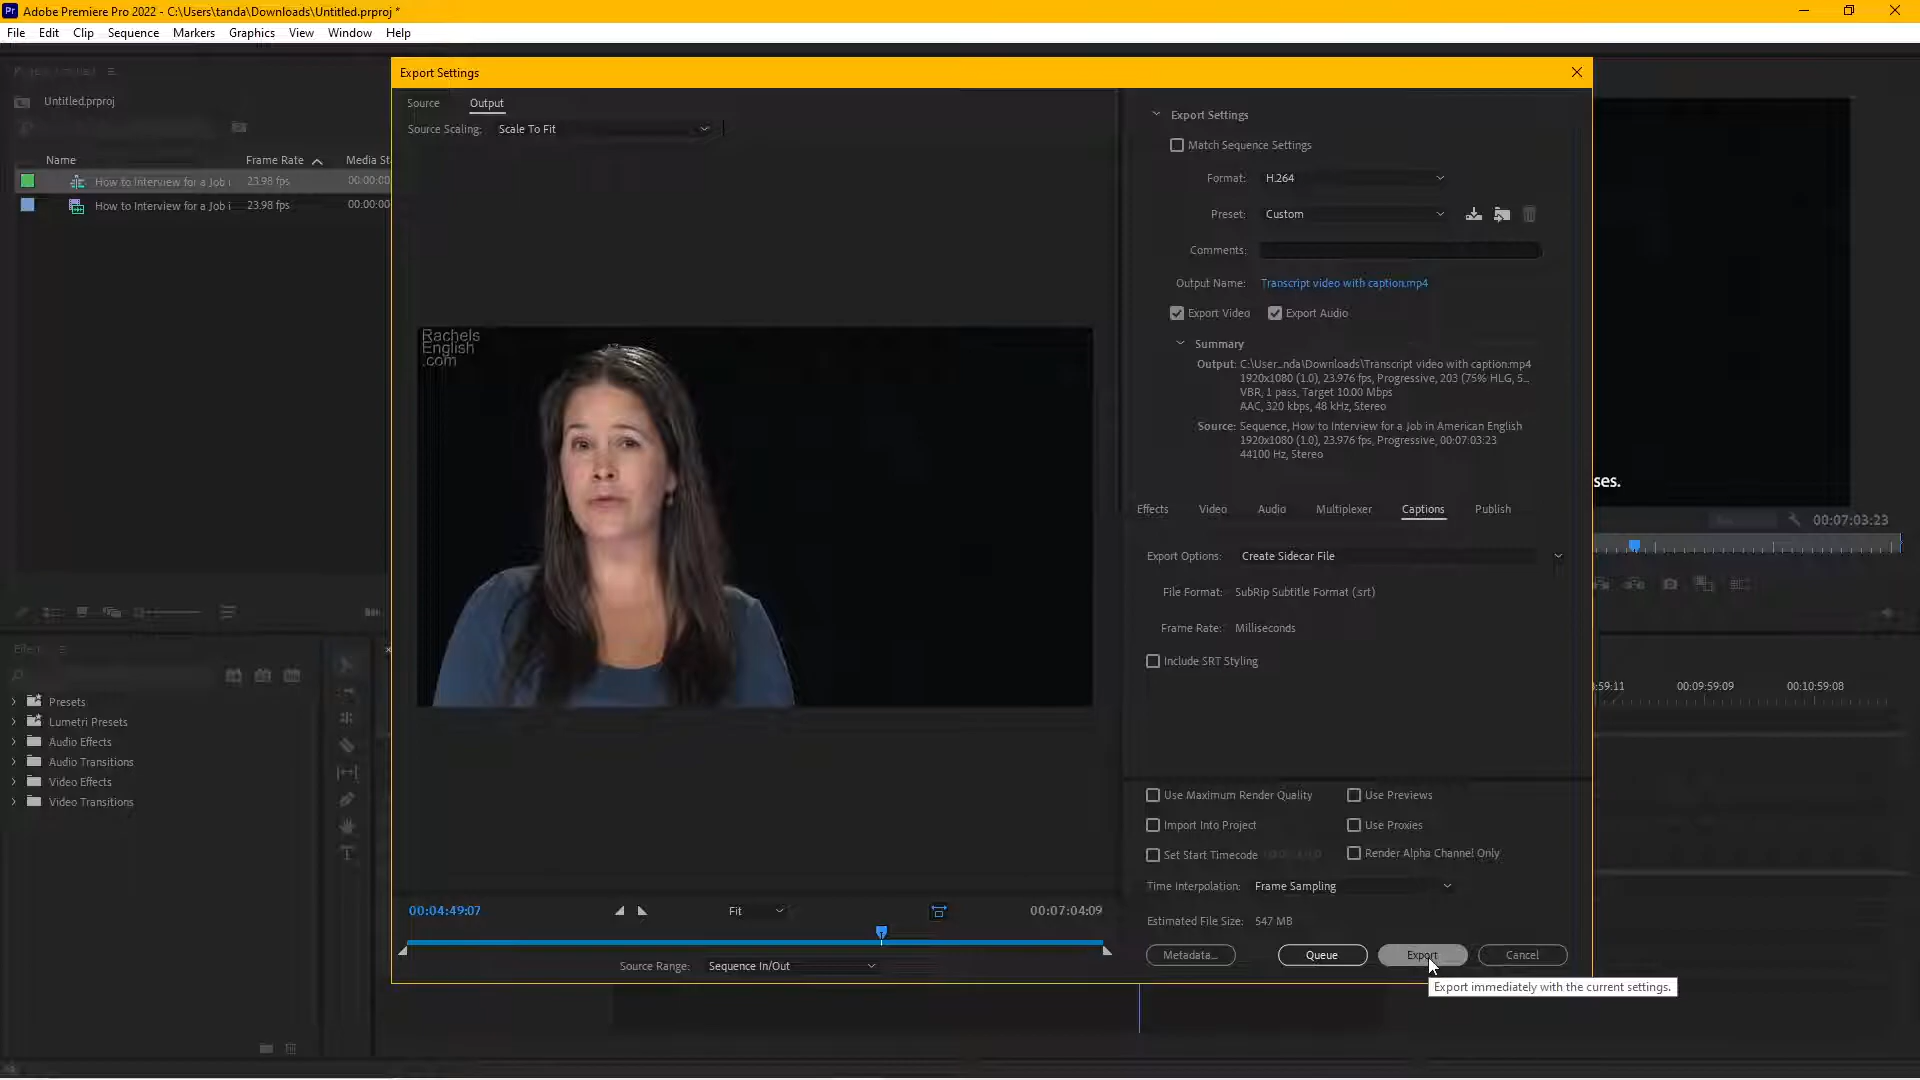 Adobe Premiere Pro 2022 - C:\Users\tanda\Downloads\Untitled.prproj *
File Edit Clip Sequence Markers Graphics View Window Help
Untitled.prproj
Name Frame Rate Media St
How to Interview for a Job i 23.98 fps 00:00:00
How to Interview for a Job i 23.98 fps 00:00:00
Effects
Presets
Lumetri Presets
Audio Effects
Audio Transitions
Video Effects
Video Transitions
Export Settings
Source Output
Source Scaling: Scale To Fit
Rachels
English
.com
00:04:49:07 Fit 00:07:04:09
Source Range: Sequence In/Out
Export Settings
Match Sequence Settings
Format: H.264
Preset: Custom
Comments:
Output Name: Transcript video with caption.mp4
Export Video Export Audio
Summary
Output: C:\User...nda\Downloads\Transcript video with caption.mp4
1920x1080 (1.0), 23.976 fps, Progressive, 203 (75% HLG, 5...
VBR, 1 pass, Target 10.00 Mbps
AAC, 320 kbps, 48 kHz, Stereo
Source: Sequence, How to Interview for a Job in American English
1920x1080 (1.0), 23.976 fps, Progressive, 00:07:03:23
44100 Hz, Stereo
Effects Video Audio Multiplexer Captions Publish
Export Options: Create Sidecar File
File Format: SubRip Subtitle Format (.srt)
Frame Rate: Milliseconds
Include SRT Styling
Use Maximum Render Quality Use Previews
Import Into Project Use Proxies
Set Start Timecode Render Alpha Channel Only
Time Interpolation: Frame Sampling
Estimated File Size: 547 MB
Metadata... Queue Export Cancel
Export immediately with the current settings.
ses.
00:07:03:23
:59:11 00:09:59:09 00:10:59:08